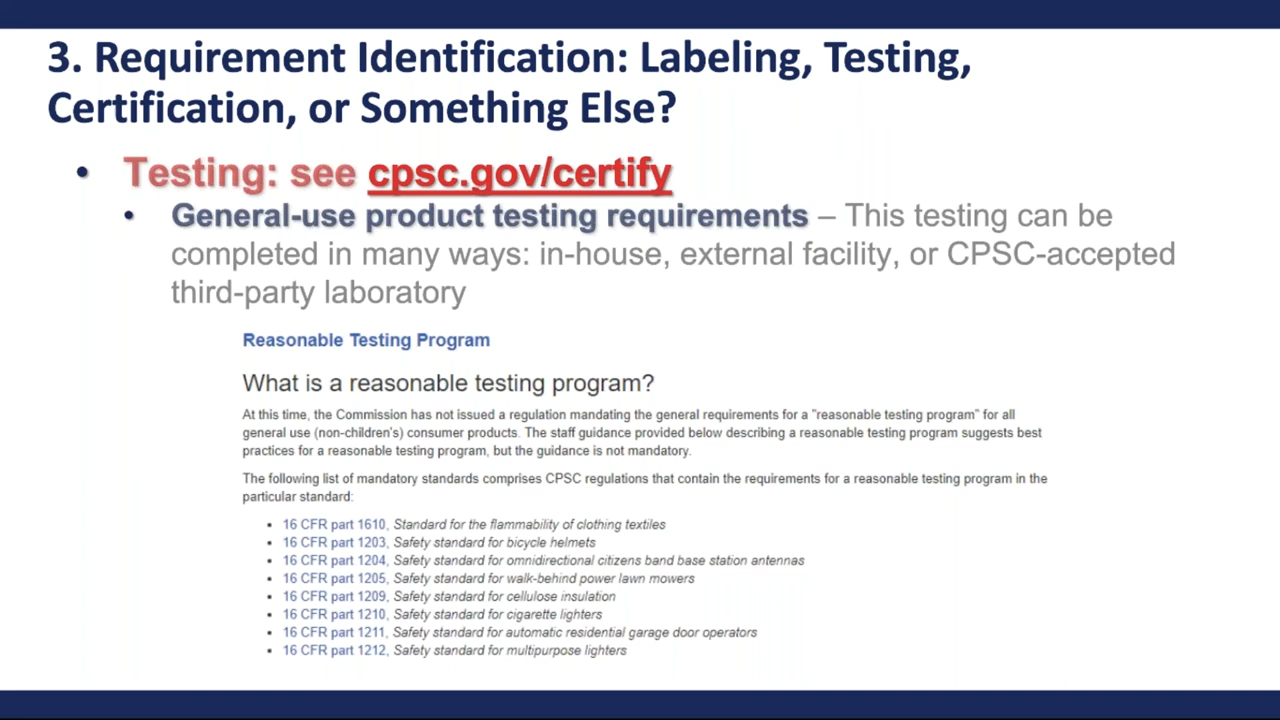 3. Requirement Identification: Labeling, Testing,
Certification, or Something Else?
• Testing: see cpsc.gov/certify
• General-use product testing requirements – This testing can be
completed in many ways: in-house, external facility, or CPSC-accepted
third-party laboratory
Reasonable Testing Program
What is a reasonable testing program?
At this time, the Commission has not issued a regulation mandating the general requirements for a "reasonable testing program" for all
general use (non-children's) consumer products. The staff guidance provided below describing a reasonable testing program suggests best
practices for a reasonable testing program, but the guidance is not mandatory.
The following list of mandatory standards comprises CPSC regulations that contain the requirements for a reasonable testing program in the
particular standard:
• 16 CFR part 1610, Standard for the flammability of clothing textiles
• 16 CFR part 1203, Safety standard for bicycle helmets
• 16 CFR part 1204, Safety standard for omnidirectional citizens band base station antennas
• 16 CFR part 1205, Safety standard for walk-behind power lawn mowers
• 16 CFR part 1209, Safety standard for cellulose insulation
• 16 CFR part 1210, Safety standard for cigarette lighters
• 16 CFR part 1211, Safety standard for automatic residential garage door operators
• 16 CFR part 1212, Safety standard for multipurpose lighters